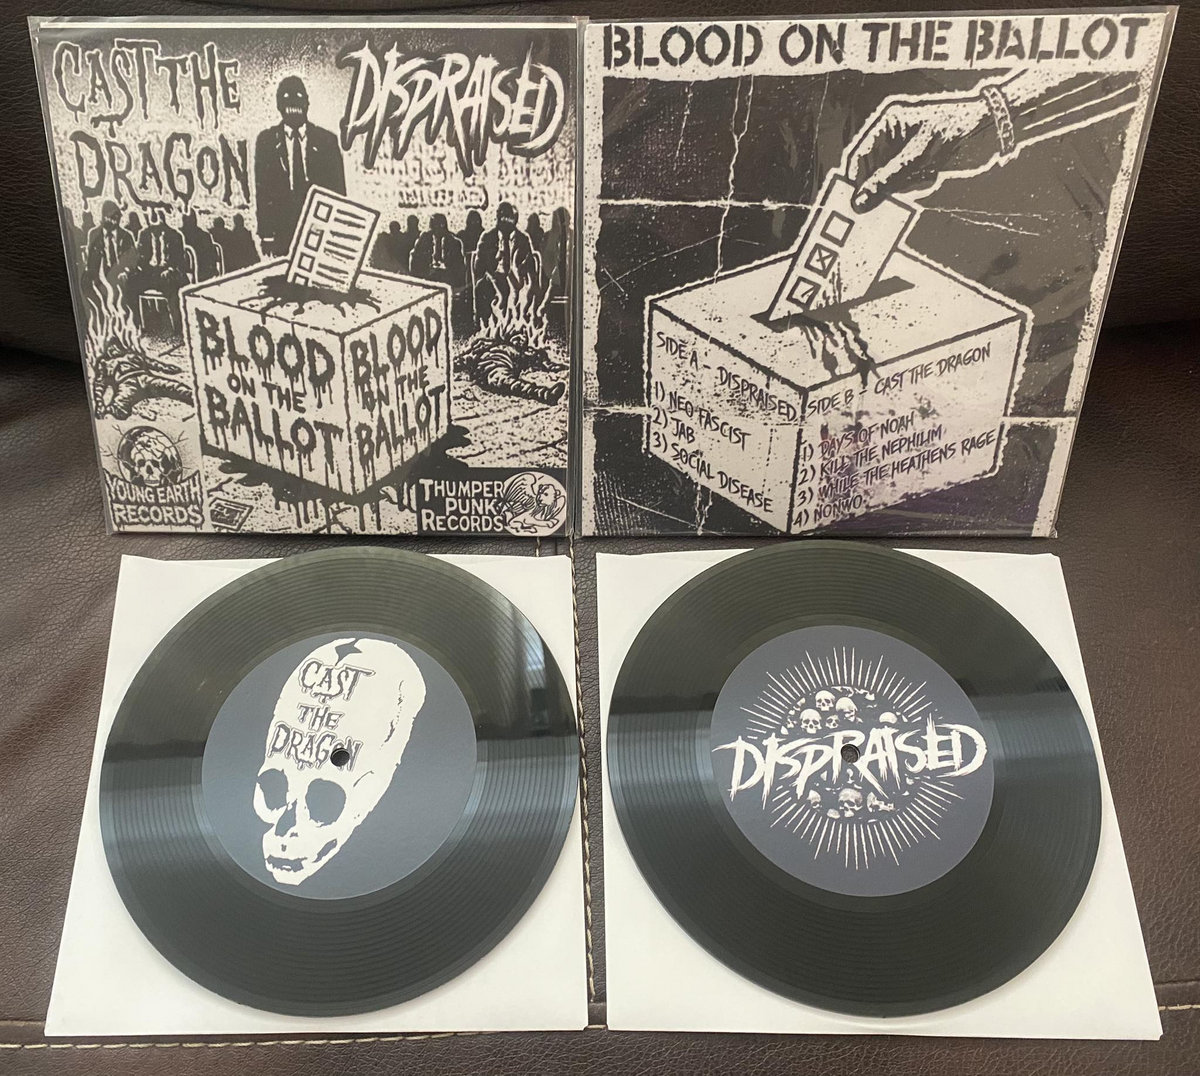 CAST THE
DRAGON
DISPRAISED
BLOOD
ON THE
BALLOT
BLOOD
ON THE
BALLOT
YOUNG EARTH
RECORDS
THUMPER
PUNK
RECORDS
BLOOD ON THE BALLOT
SIDE A - DISPRAISED
1) NEO FASCIST
2) JAB
3) SOCIAL DISEASE
SIDE B - CAST THE DRAGON
1) DAYS OF NOAH
2) KILL THE NEPHILIM
3) WHILE THE HEATHENS RAGE
4) NONWO
CAST
THE
DRAGON
DISPRAISED